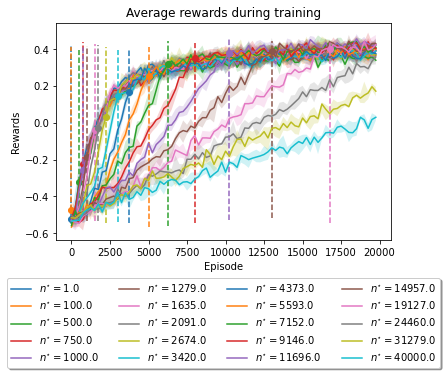 Average rewards during training
Rewards
0.4
0.2
0.0
−0.2
−0.4
−0.6
0 2500 5000 7500 10000 12500 15000 17500 20000
Episode
n* = 1.0 n* = 1279.0 n* = 4373.0 n* = 14957.0
n* = 100.0 n* = 1635.0 n* = 5593.0 n* = 19127.0
n* = 500.0 n* = 2091.0 n* = 7152.0 n* = 24460.0
n* = 750.0 n* = 2674.0 n* = 9146.0 n* = 31279.0
n* = 1000.0 n* = 3420.0 n* = 11696.0 n* = 40000.0